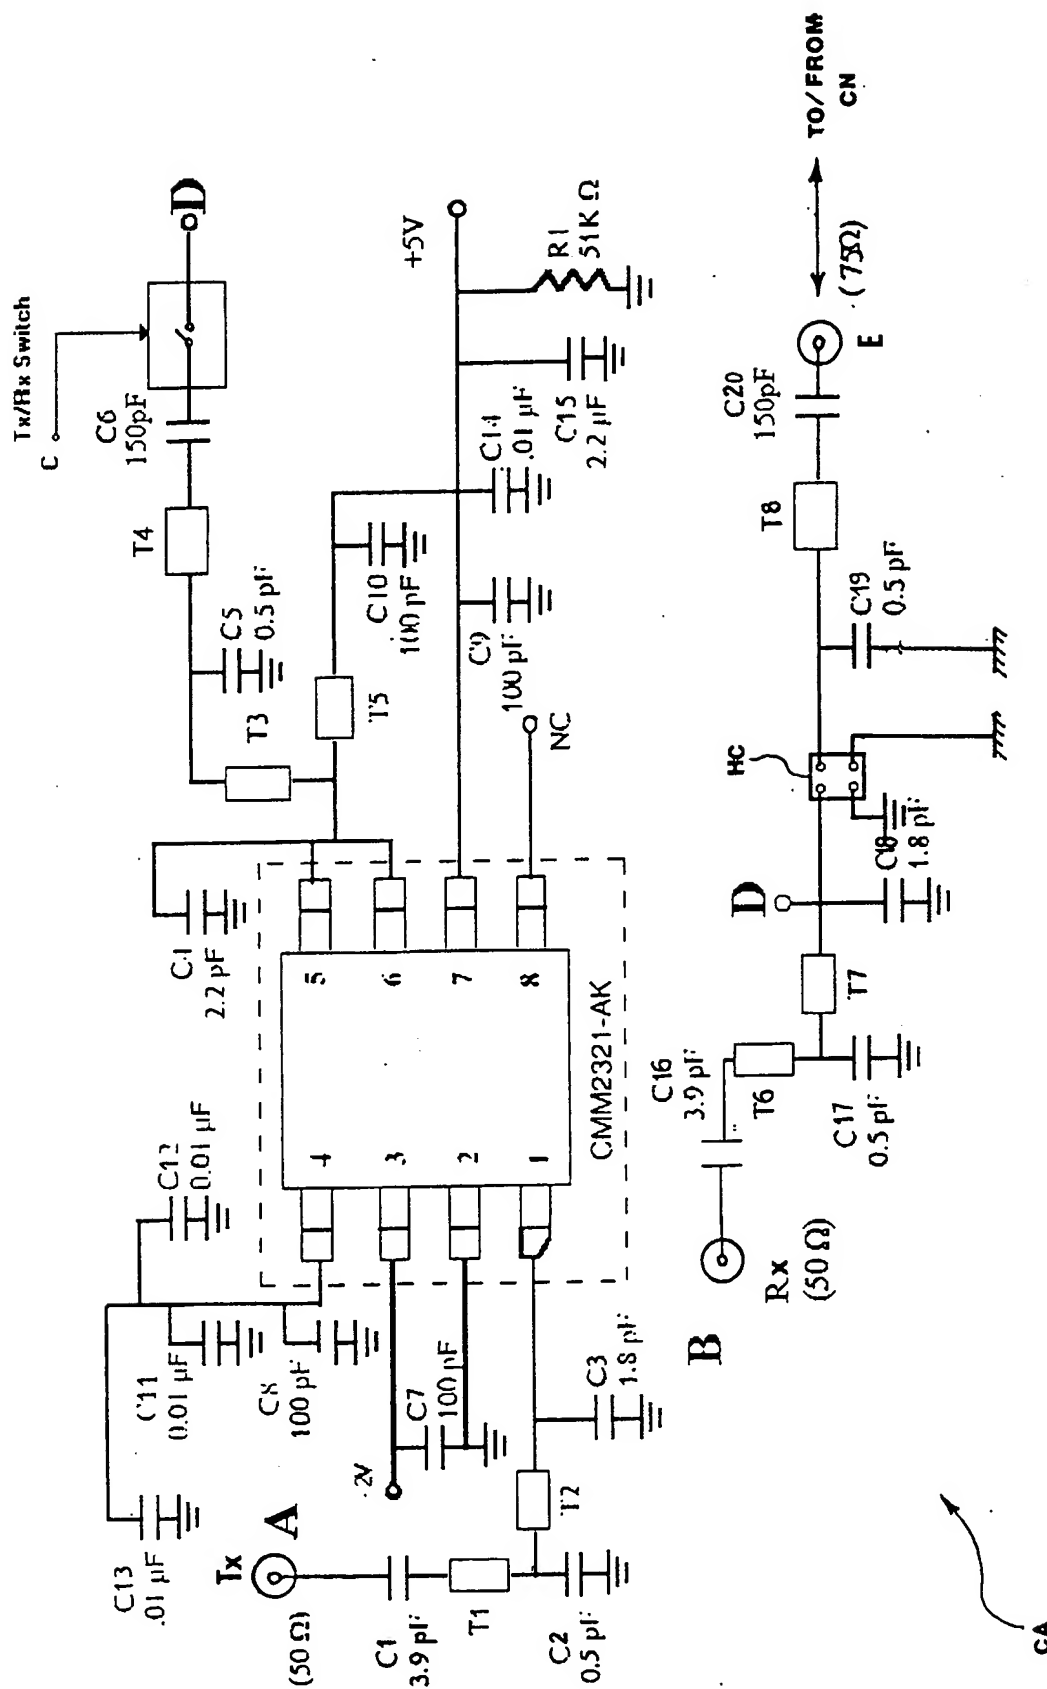 Tx/Rx Switch
C
D
C6
150pF
T4
C5
0.5 pF
T3
+5V
R1
51K Ω
C15
2.2 µF
C14
.01 µF
C10
100 pF
T5
C9
100 pF
NC
2.2 pF
5
6
7
8
4
3
2
1
CMM2321-AK
C12
0.01 µF
C11
0.01 µF
C8
100 pF
C13
.01 µF
C7
100 pF
2V
Tx
A
(50 Ω)
C1
3.9 pF
T1
C2
0.5 pF
T2
C3
1.8 pF
TO/FROM
CN
(75Ω)
E
C20
150pF
T8
C19
0.5 pF
HC
D
C18
1.8 pF
T7
C16
3.9 pF
T6
C17
0.5 pF
B
Rx
(50 Ω)
CA